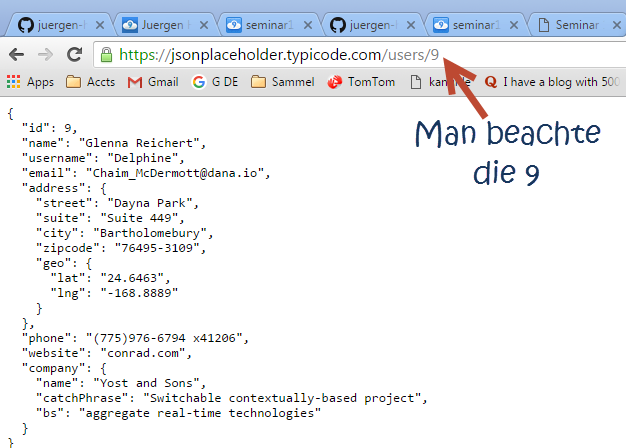 juergen-
Juergen H
seminar1
juergen-
seminar1
Seminar
https://jsonplaceholder.typicode.com/users/9
Apps Accts Gmail G DE Sammel TomTom I have a blog with 500
Man beachte
die 9
{
  "id": 9,
  "name": "Glenna Reichert",
  "username": "Delphine",
  "email": "Chaim_McDermott@dana.io",
  "address": {
    "street": "Dayna Park",
    "suite": "Suite 449",
    "city": "Bartholomebury",
    "zipcode": "76495-3109",
    "geo": {
      "lat": "24.6463",
      "lng": "-168.8889"
    }
  },
  "phone": "(775)976-6794 x41206",
  "website": "conrad.com",
  "company": {
    "name": "Yost and Sons",
    "catchPhrase": "Switchable contextually-based project",
    "bs": "aggregate real-time technologies"
  }
}